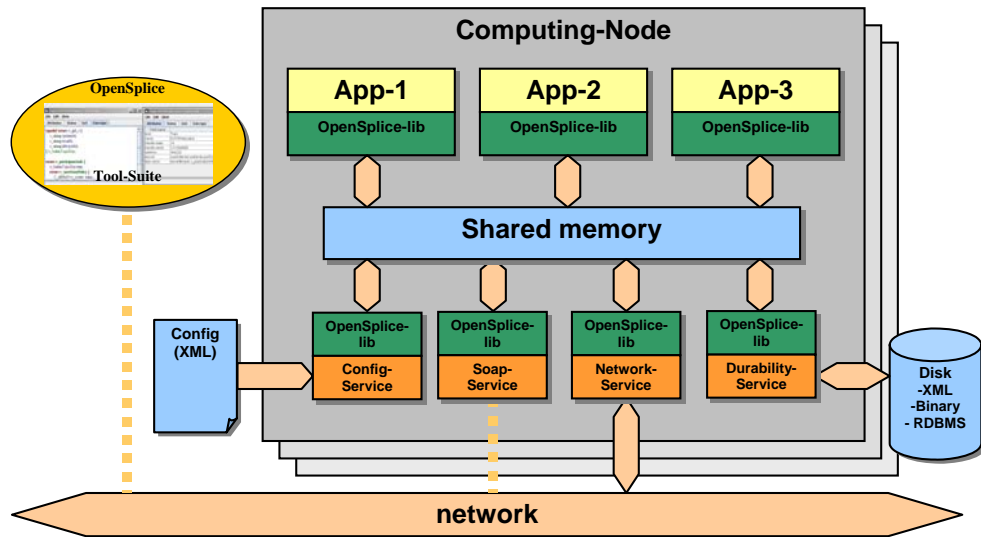 Computing-Node
OpenSplice
Tool-Suite
App-1
OpenSplice-lib
App-2
OpenSplice-lib
App-3
OpenSplice-lib
Shared memory
Config
(XML)
OpenSplice-
lib
Config-
Service
OpenSplice-
lib
Soap-
Service
OpenSplice-
lib
Network-
Service
OpenSplice-
lib
Durability-
Service
Disk
-XML
-Binary
- RDBMS
network